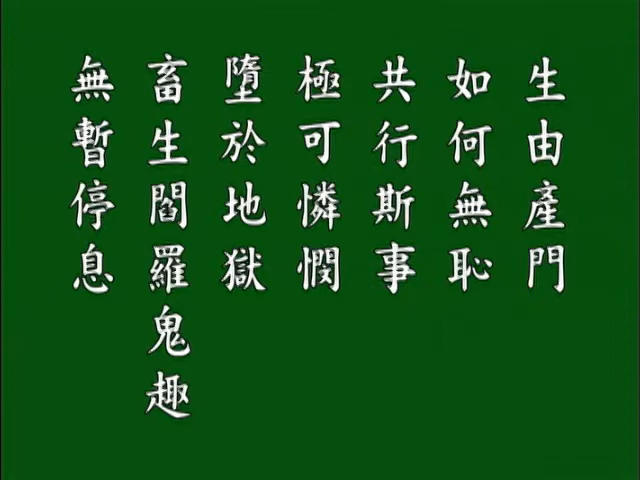 生由產門
如何無恥
共行斯事
極可憐憫
墮於地獄
畜生閻羅鬼趣
無暫停息